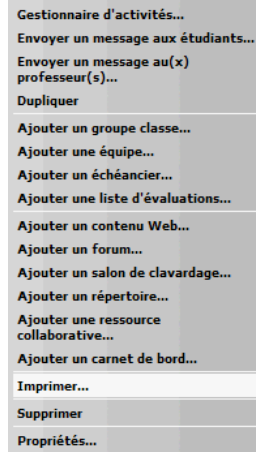 Gestionnaire d'activités...
Envoyer un message aux étudiants...
Envoyer un message au(x)
professeur(s)...
Dupliquer
Ajouter un groupe classe...
Ajouter une équipe...
Ajouter un échéancier...
Ajouter une liste d'évaluations...
Ajouter un contenu Web...
Ajouter un forum...
Ajouter un salon de clavardage...
Ajouter un répertoire...
Ajouter une ressource
collaborative...
Ajouter un carnet de bord...
Imprimer...
Supprimer
Propriétés...